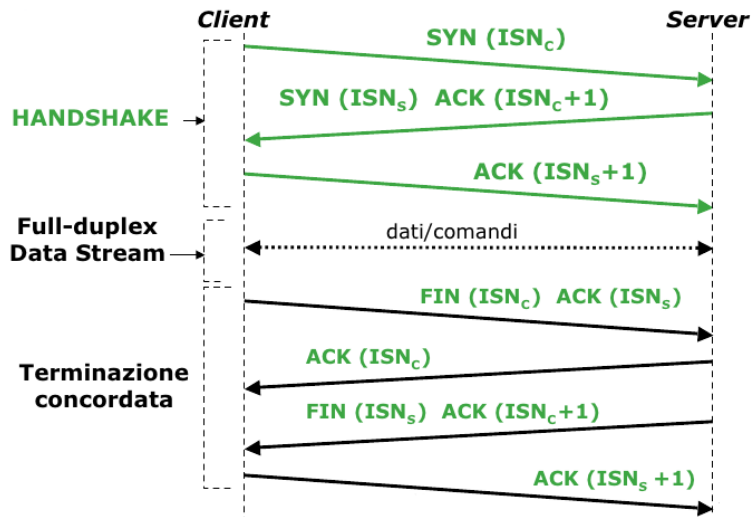 Client Server
SYN (ISNc)
SYN (ISNs) ACK (ISNc+1)
HANDSHAKE
ACK (ISNs+1)
Full-duplex
Data Stream
dati/comandi
FIN (ISNc) ACK (ISNs)
ACK (ISNc)
Terminazione
concordata
FIN (ISNs) ACK (ISNc+1)
ACK (ISNs +1)